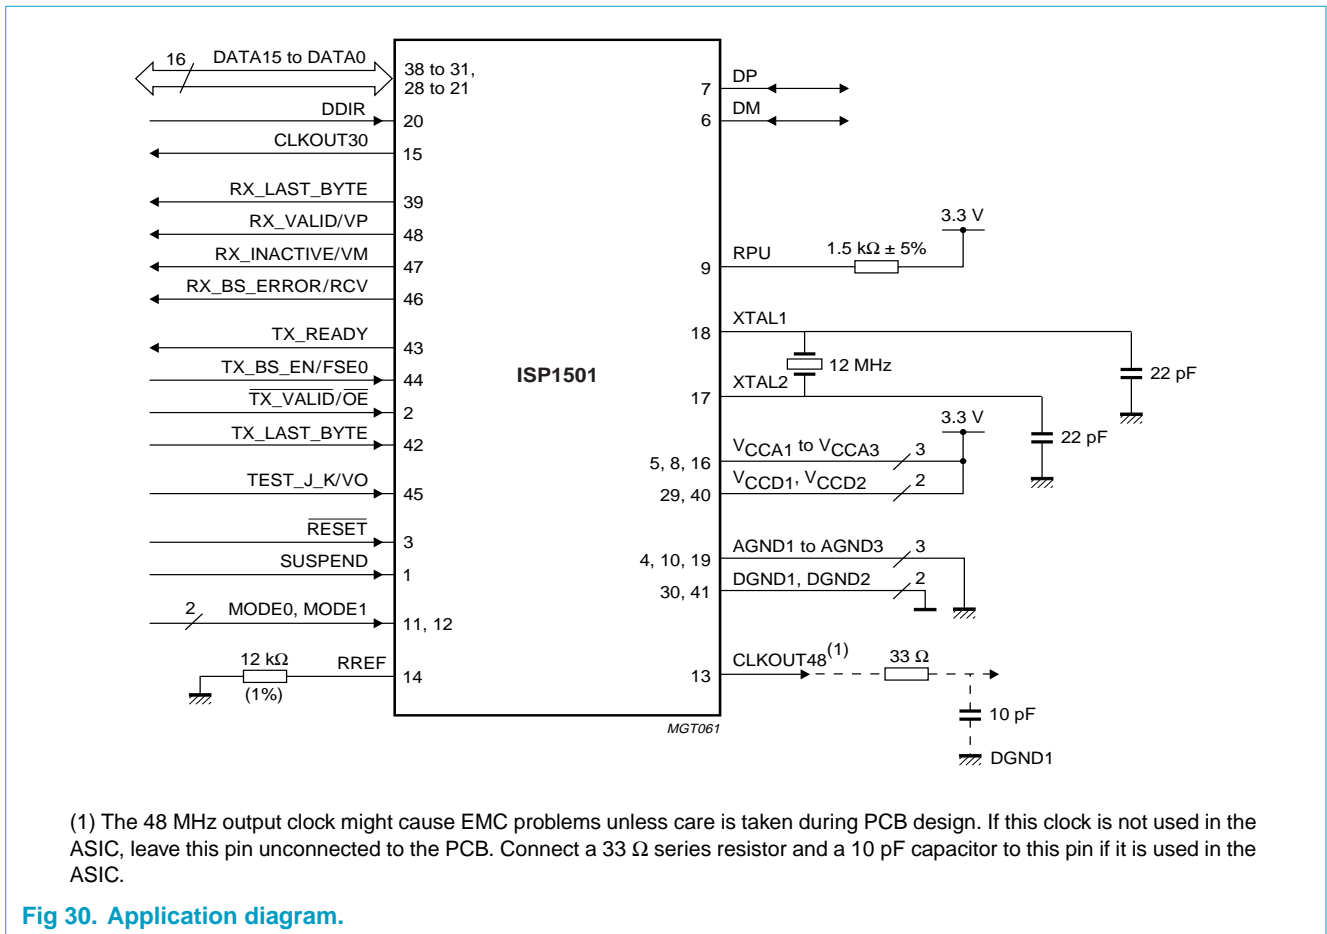 16 DATA15 to DATA0
38 to 31,
28 to 21
DDIR
20
CLKOUT30
15
RX_LAST_BYTE
39
RX_VALID/VP
48
RX_INACTIVE/VM
47
RX_BS_ERROR/RCV
46
TX_READY
43
TX_BS_EN/FSE0
44
TX_VALID/OE
2
TX_LAST_BYTE
42
TEST_J_K/VO
45
RESET
3
SUSPEND
1
2 MODE0, MODE1
11, 12
12 kΩ
(1%)
RREF
14
ISP1501
DP
7
DM
6
3.3 V
RPU
9
1.5 kΩ ± 5%
XTAL1
18
12 MHz
XTAL2
17
22 pF
22 pF
3.3 V
VCCA1 to VCCA3 3
5, 8, 16
VCCD1, VCCD2 2
29, 40
AGND1 to AGND3 3
4, 10, 19
DGND1, DGND2 2
30, 41
CLKOUT48(1)
13
33 Ω
10 pF
DGND1
MGT061
(1) The 48 MHz output clock might cause EMC problems unless care is taken during PCB design. If this clock is not used in the
ASIC, leave this pin unconnected to the PCB. Connect a 33 Ω series resistor and a 10 pF capacitor to this pin if it is used in the
ASIC.
Fig 30. Application diagram.